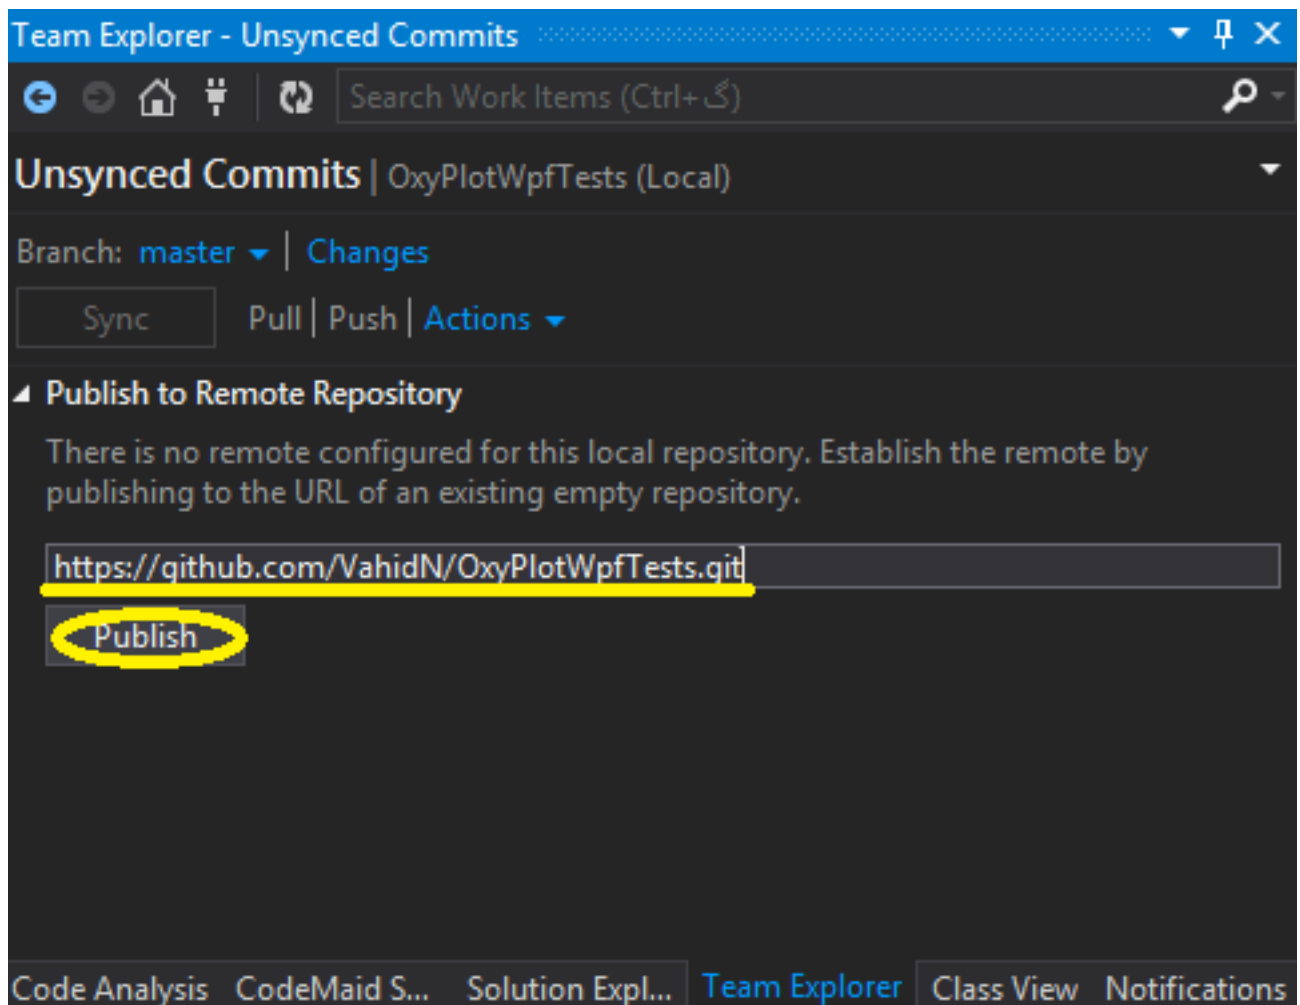 Team Explorer - Unsynced Commits
Search Work Items (Ctrl+گ)
Unsynced Commits | OxyPlotWpfTests (Local)
Branch: master | Changes
Sync Pull | Push | Actions
Publish to Remote Repository
There is no remote configured for this local repository. Establish the remote by
publishing to the URL of an existing empty repository.
https://github.com/VahidN/OxyPlotWpfTests.git
Publish
Code Analysis CodeMaid S... Solution Expl... Team Explorer Class View Notifications